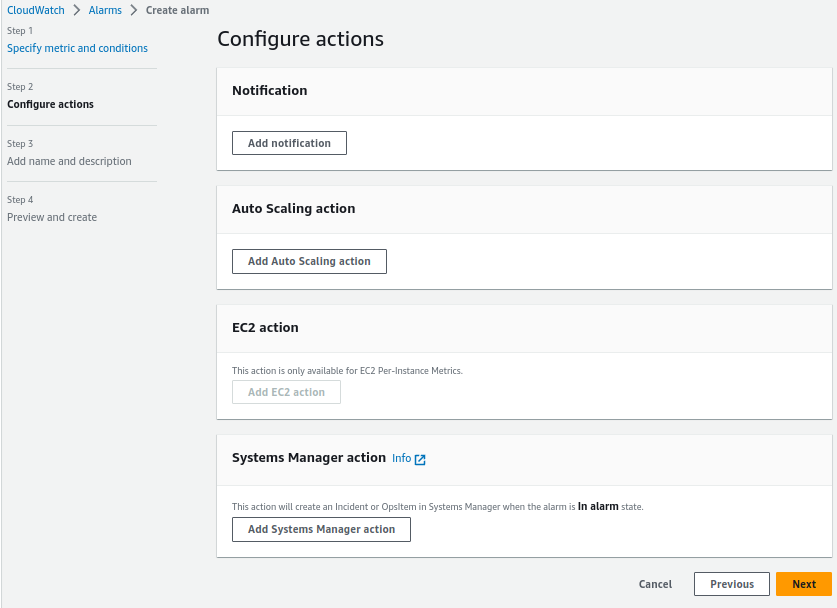 CloudWatch > Alarms > Create alarm
Step 1
Specify metric and conditions
Step 2
Configure actions
Step 3
Add name and description
Step 4
Preview and create
Configure actions
Notification
Add notification
Auto Scaling action
Add Auto Scaling action
EC2 action
This action is only available for EC2 Per-Instance Metrics.
Add EC2 action
Systems Manager action Info
This action will create an Incident or OpsItem in Systems Manager when the alarm is In alarm state.
Add Systems Manager action
Cancel Previous Next